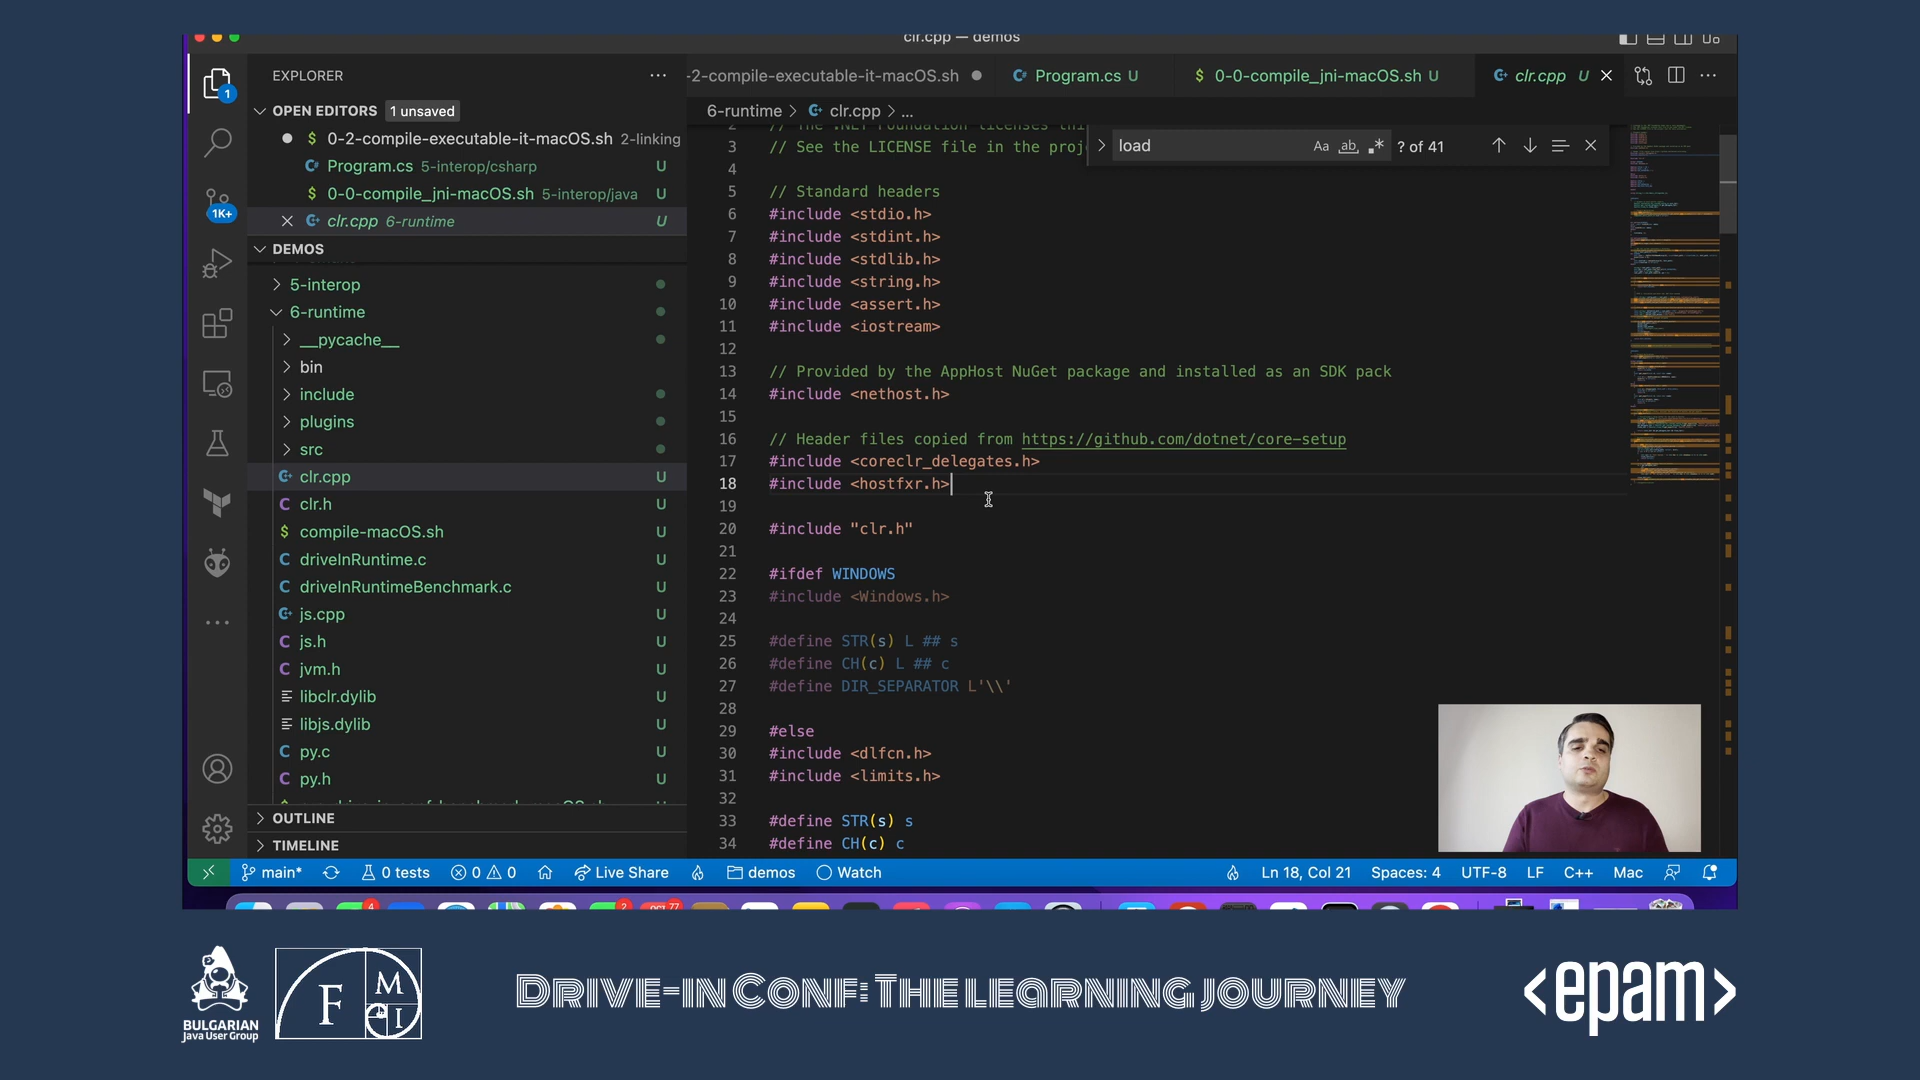 clr.cpp — demos
EXPLORER
OPEN EDITORS 1 unsaved
0-2-compile-executable-it-macOS.sh 2-linking
Program.cs 5-interop/csharp U
0-0-compile_jni-macOS.sh 5-interop/java U
clr.cpp 6-runtime U
DEMOS
5-interop
6-runtime
__pycache__
bin
include
plugins
src
clr.cpp U
clr.h U
compile-macOS.sh U
driveInRuntime.c U
driveInRuntimeBenchmark.c U
js.cpp U
js.h U
jvm.h U
libclr.dylib U
libjs.dylib U
py.c U
py.h U
OUTLINE
TIMELINE
1
1K+
-2-compile-executable-it-macOS.sh
Program.cs U
0-0-compile_jni-macOS.sh U
clr.cpp U
6-runtime > clr.cpp > ...
load Aa ab .* ? of 41
2 // The .NET Foundation licenses
3 // See the LICENSE file in the
4
5 // Standard headers
6 #include <stdio.h>
7 #include <stdint.h>
8 #include <stdlib.h>
9 #include <string.h>
10 #include <assert.h>
11 #include <iostream>
12
13 // Provided by the AppHost NuGet package and installed as an SDK pack
14 #include <nethost.h>
15
16 // Header files copied from https://github.com/dotnet/core-setup
17 #include <coreclr_delegates.h>
18 #include <hostfxr.h>
19
20 #include "clr.h"
21
22 #ifdef WINDOWS
23 #include <Windows.h>
24
25 #define STR(s) L ## s
26 #define CH(c) L ## c
27 #define DIR_SEPARATOR L'\\'
28
29 #else
30 #include <dlfcn.h>
31 #include <limits.h>
32
33 #define STR(s) s
34 #define CH(c) c
main* 0 tests 0 0 Live Share demos Watch Ln 18, Col 21 Spaces: 4 UTF-8 LF C++ Mac
4
2
77
BULGARIAN
Java User Group
F M I
DRIVE-IN CONF: THE LEARNING JOURNEY
<epam>